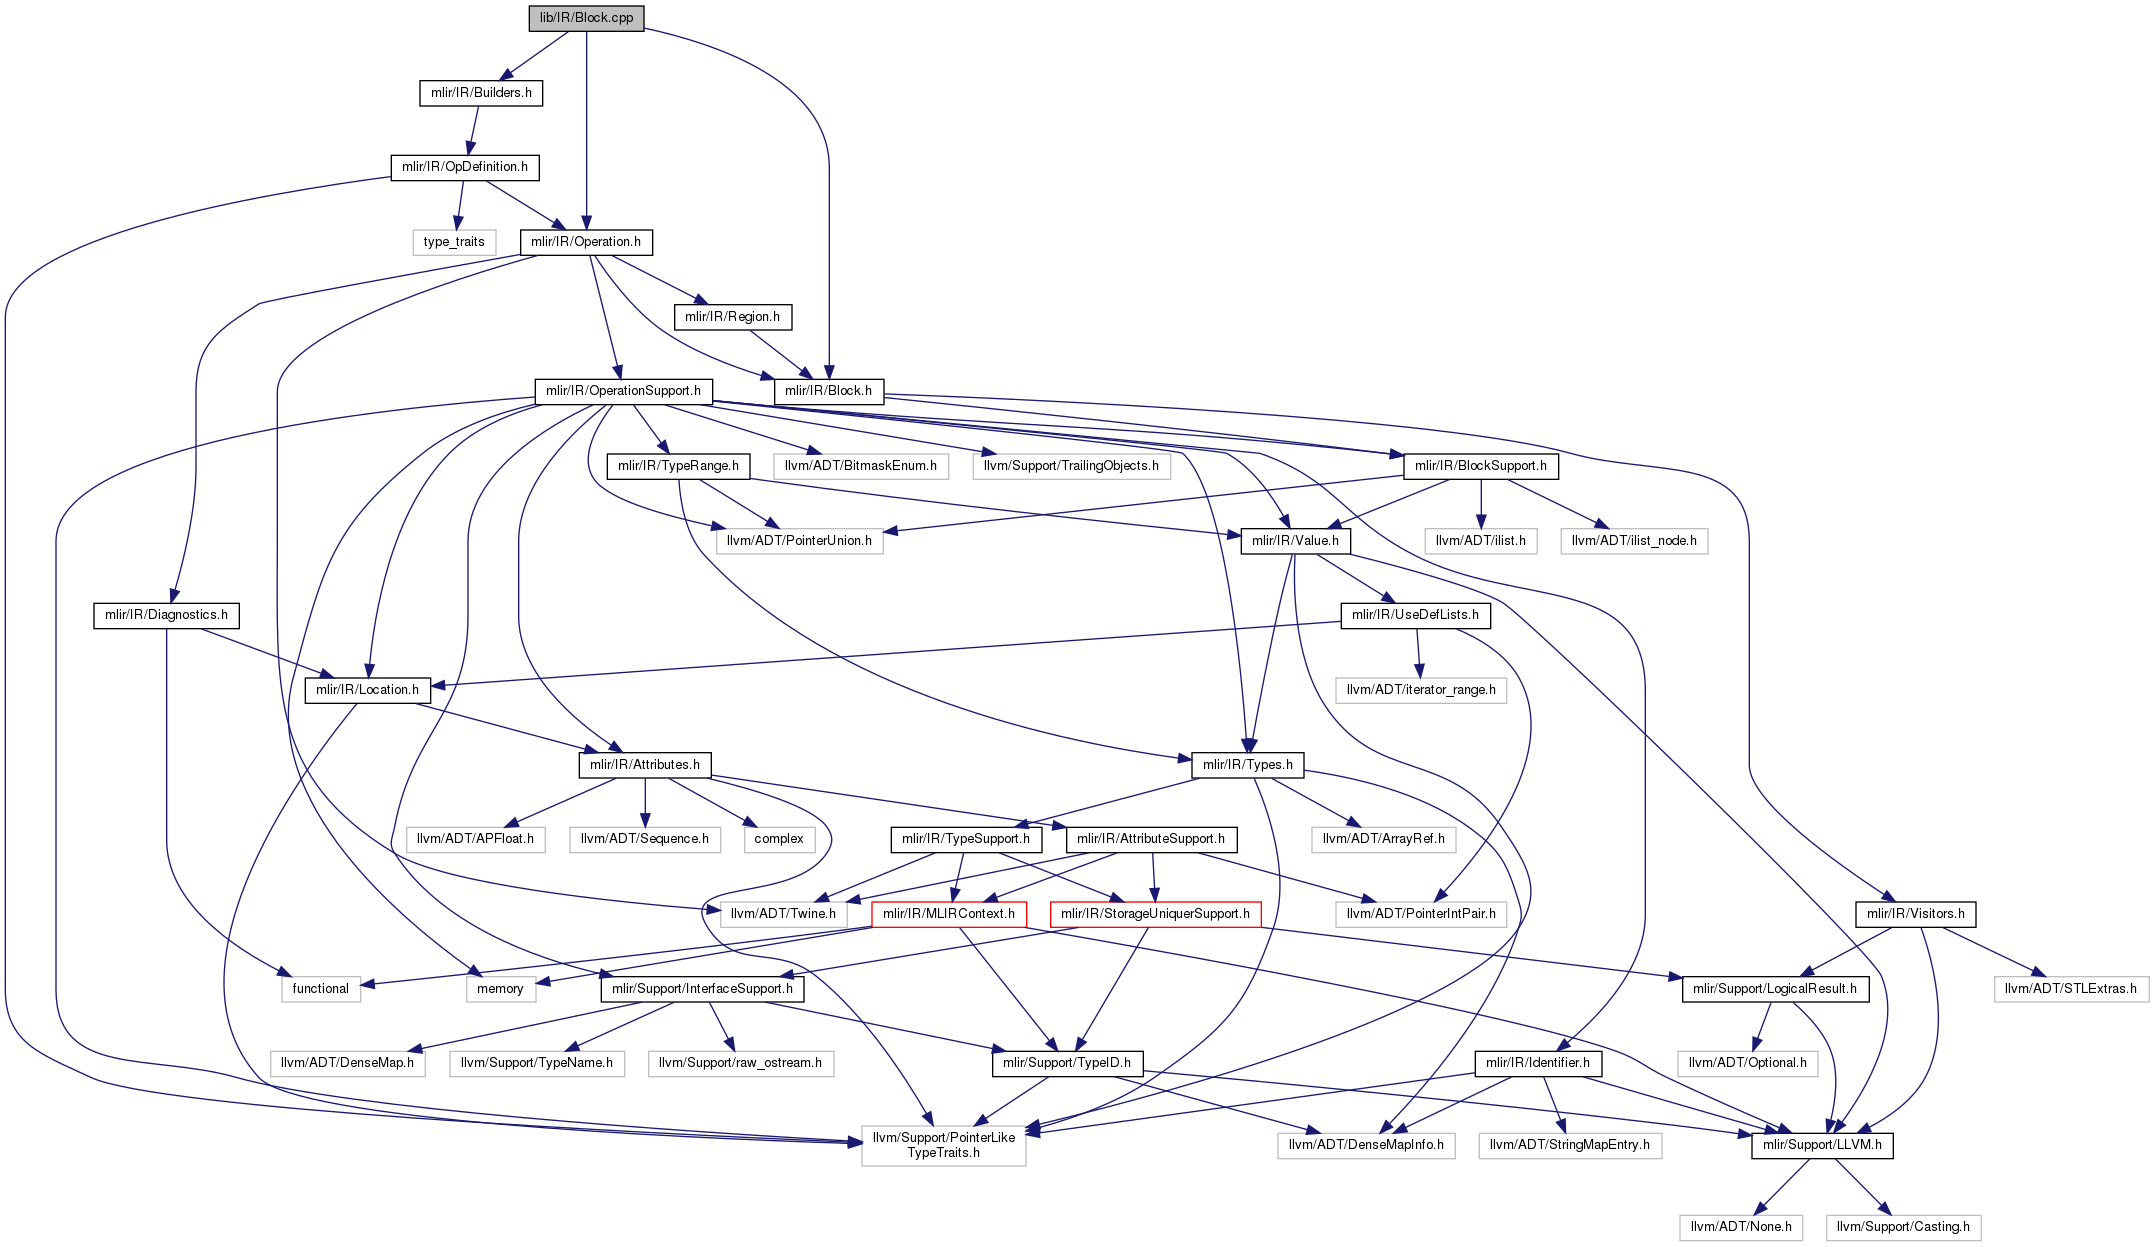 lib/IR/Block.cpp
mlir/IR/Builders.h
mlir/IR/OpDefinition.h
type_traits
mlir/IR/Operation.h
mlir/IR/Region.h
mlir/IR/OperationSupport.h
mlir/IR/Block.h
mlir/IR/TypeRange.h
llvm/ADT/BitmaskEnum.h
llvm/Support/TrailingObjects.h
mlir/IR/BlockSupport.h
llvm/ADT/PointerUnion.h
mlir/IR/Value.h
llvm/ADT/ilist.h
llvm/ADT/ilist_node.h
mlir/IR/Diagnostics.h
mlir/IR/UseDefLists.h
mlir/IR/Location.h
llvm/ADT/iterator_range.h
mlir/IR/Attributes.h
mlir/IR/Types.h
llvm/ADT/APFloat.h
llvm/ADT/Sequence.h
complex
mlir/IR/TypeSupport.h
mlir/IR/AttributeSupport.h
llvm/ADT/ArrayRef.h
llvm/ADT/Twine.h
mlir/IR/MLIRContext.h
mlir/IR/StorageUniquerSupport.h
llvm/ADT/PointerIntPair.h
mlir/IR/Visitors.h
functional
memory
mlir/Support/InterfaceSupport.h
mlir/Support/LogicalResult.h
llvm/ADT/STLExtras.h
llvm/ADT/DenseMap.h
llvm/Support/TypeName.h
llvm/Support/raw_ostream.h
mlir/Support/TypeID.h
mlir/IR/Identifier.h
llvm/ADT/Optional.h
llvm/Support/PointerLike
TypeTraits.h
llvm/ADT/DenseMapInfo.h
llvm/ADT/StringMapEntry.h
mlir/Support/LLVM.h
llvm/ADT/None.h
llvm/Support/Casting.h